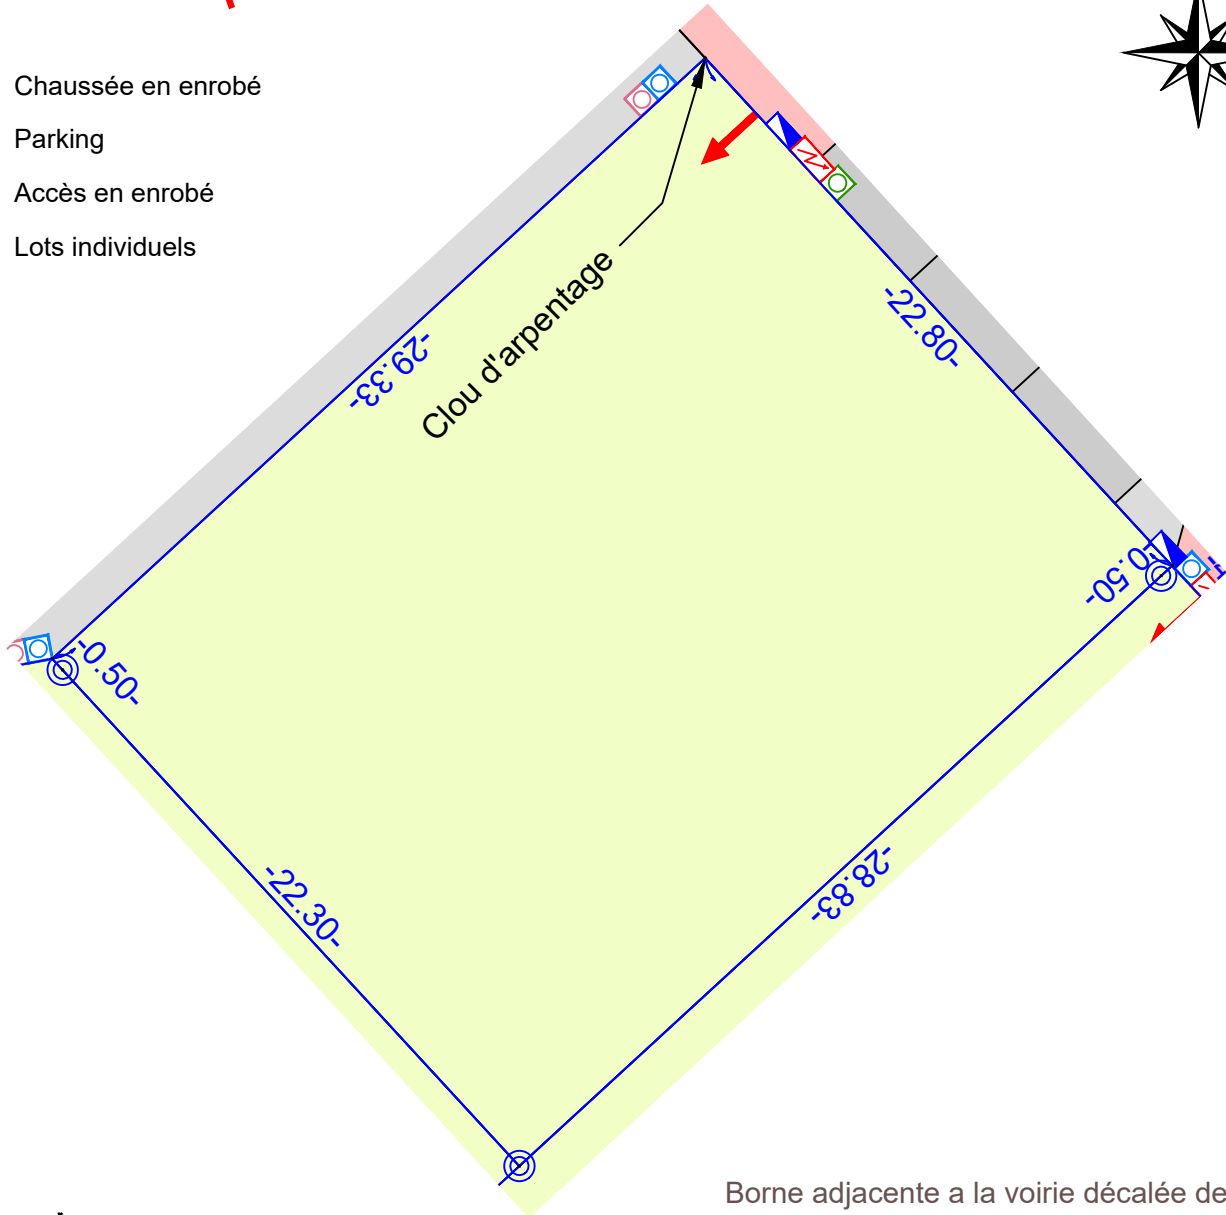 Chaussée en enrobé
Parking
Accès en enrobé
Lots individuels
Clou d'arpentage
-29.33-
-22.80-
-0.50-
-0.50-
-22.30-
-28.83-
Borne adjacente a la voirie décalée de